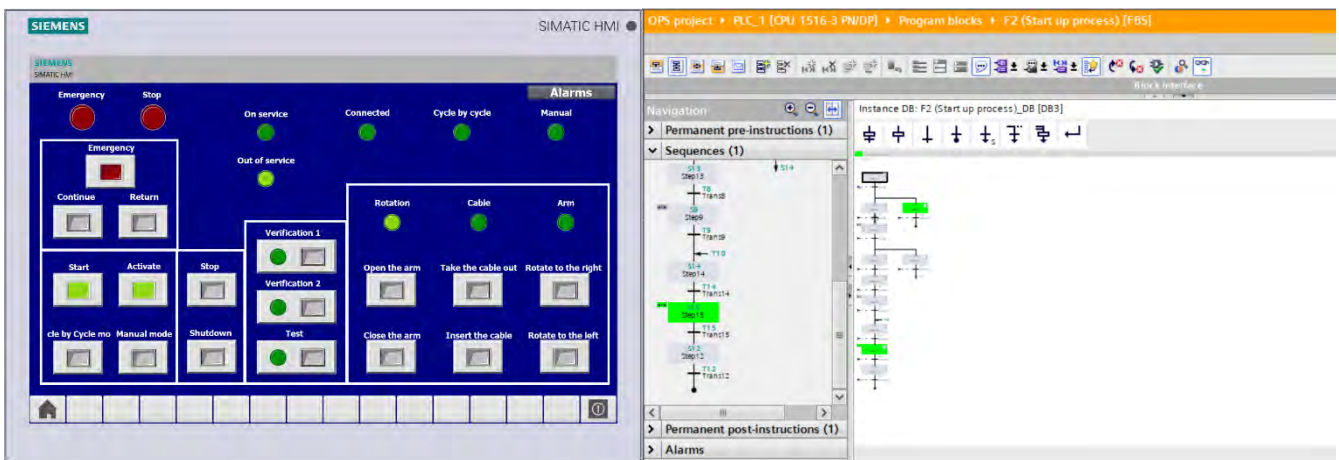 SIEMENS
SIMATIC HMI
SIEMENS
SIMATIC HMI
Alarms
Emergency
Stop
On service
Connected
Cycle by cycle
Manual
Emergency
Out of service
Continue
Return
Rotation
Cable
Arm
Verification 1
Start
Activate
Stop
Open the arm
Take the cable out
Rotate to the right
Verification 2
cle by Cycle mo
Manual mode
Shutdown
Test
Close the arm
Insert the cable
Rotate to the left
OPS project PLC_1 [CPU 1516-3 PN/DP] Program blocks F2 (Start up process) [FB5]
Block interface
Navigation
Instance DB: F2 (Start up process)_DB [DB3]
Permanent pre-instructions (1)
Sequences (1)
S14
Step13
T8
Trans8
S9
Step9
T9
Trans9
T10
S14
Step14
T14
Trans14
Step15
T15
Trans15
T12
Trans12
Permanent post-instructions (1)
Alarms